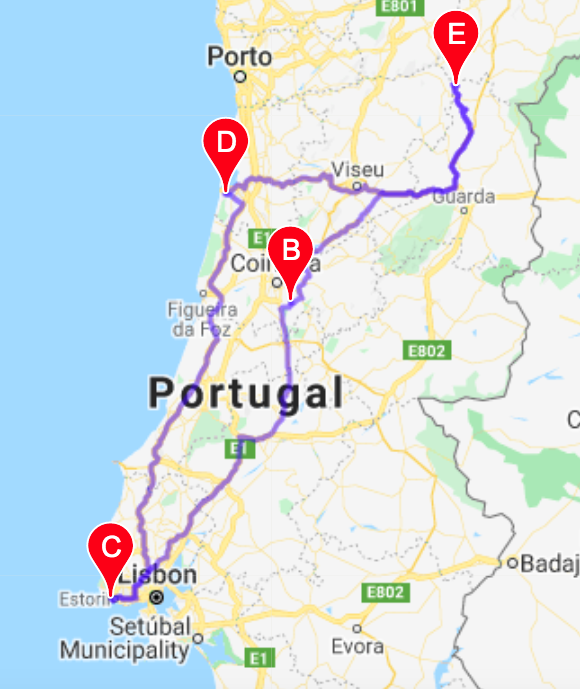 E801
E
Porto
D
Viseu
Guarda
E1
B
Coi a
Figueira
da Foz
E802
Portugal
E1
C
C
Badaj
Lisbon
Estoril
E802
Setúbal
Municipality
Evora
E1